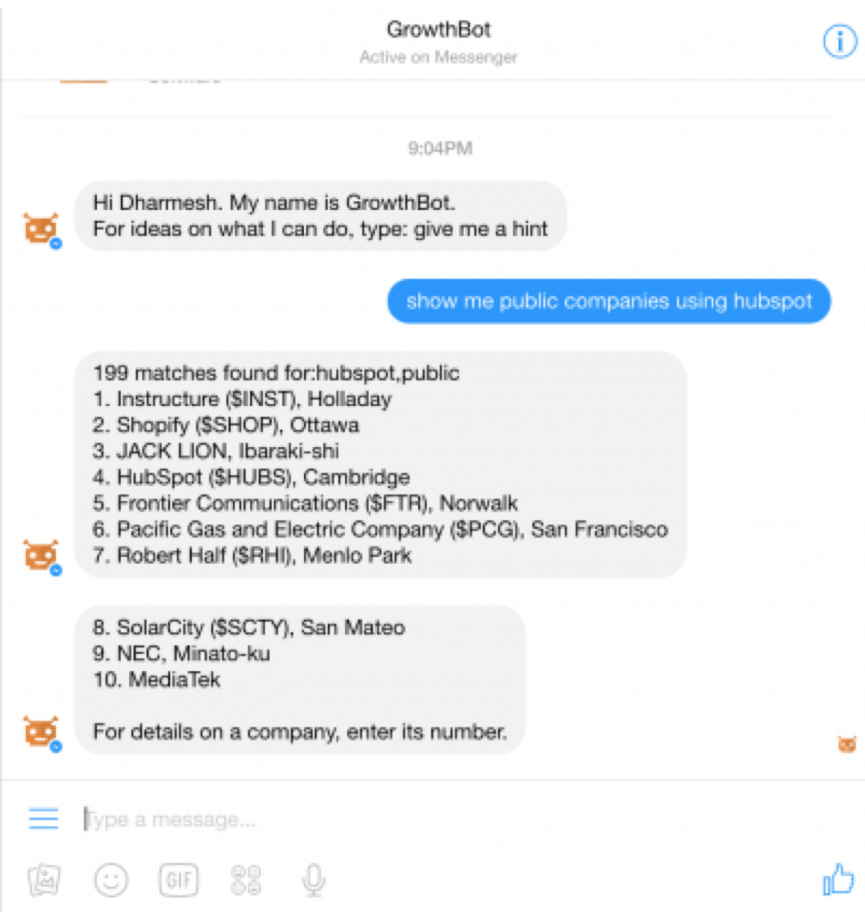 GrowthBot
Active on Messenger
9:04PM
Hi Dharmesh. My name is GrowthBot.
For ideas on what I can do, type: give me a hint
show me public companies using hubspot
199 matches found for:hubspot,public
1. Instructure ($INST), Holladay
2. Shopify ($SHOP), Ottawa
3. JACK LION, Ibaraki-shi
4. HubSpot ($HUBS), Cambridge
5. Frontier Communications ($FTR), Norwalk
6. Pacific Gas and Electric Company ($PCG), San Francisco
7. Robert Half ($RHI), Menlo Park
8. SolarCity ($SCTY), San Mateo
9. NEC, Minato-ku
10. MediaTek
For details on a company, enter its number.
Type a message...
GIF